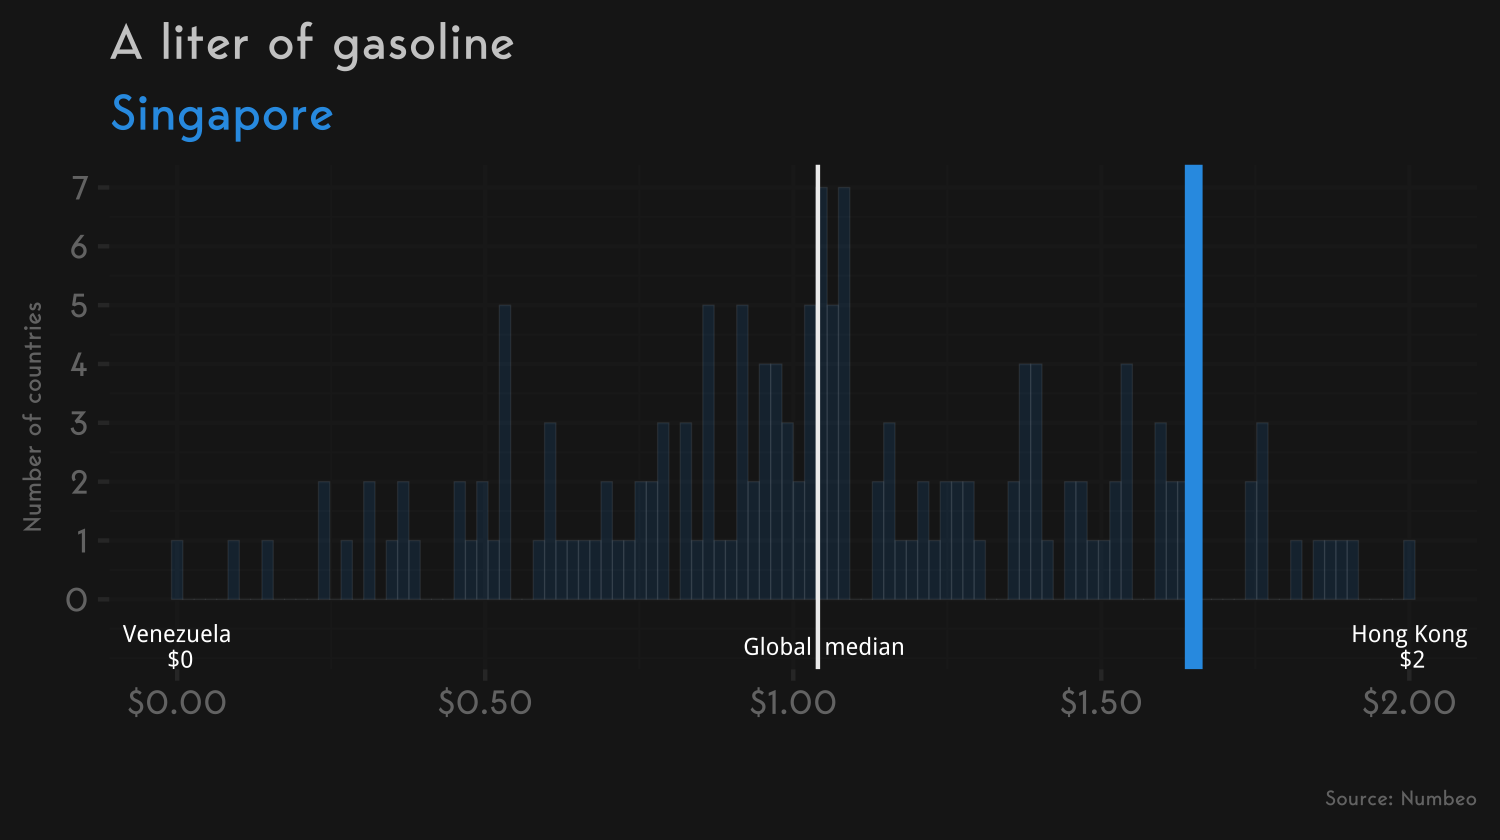 A liter of gasoline
Singapore
Number of countries
7
6
5
4
3
2
1
0
Venezuela
$0
Global median
Hong Kong
$2
$0.00 $0.50 $1.00 $1.50 $2.00
Source: Numbeo